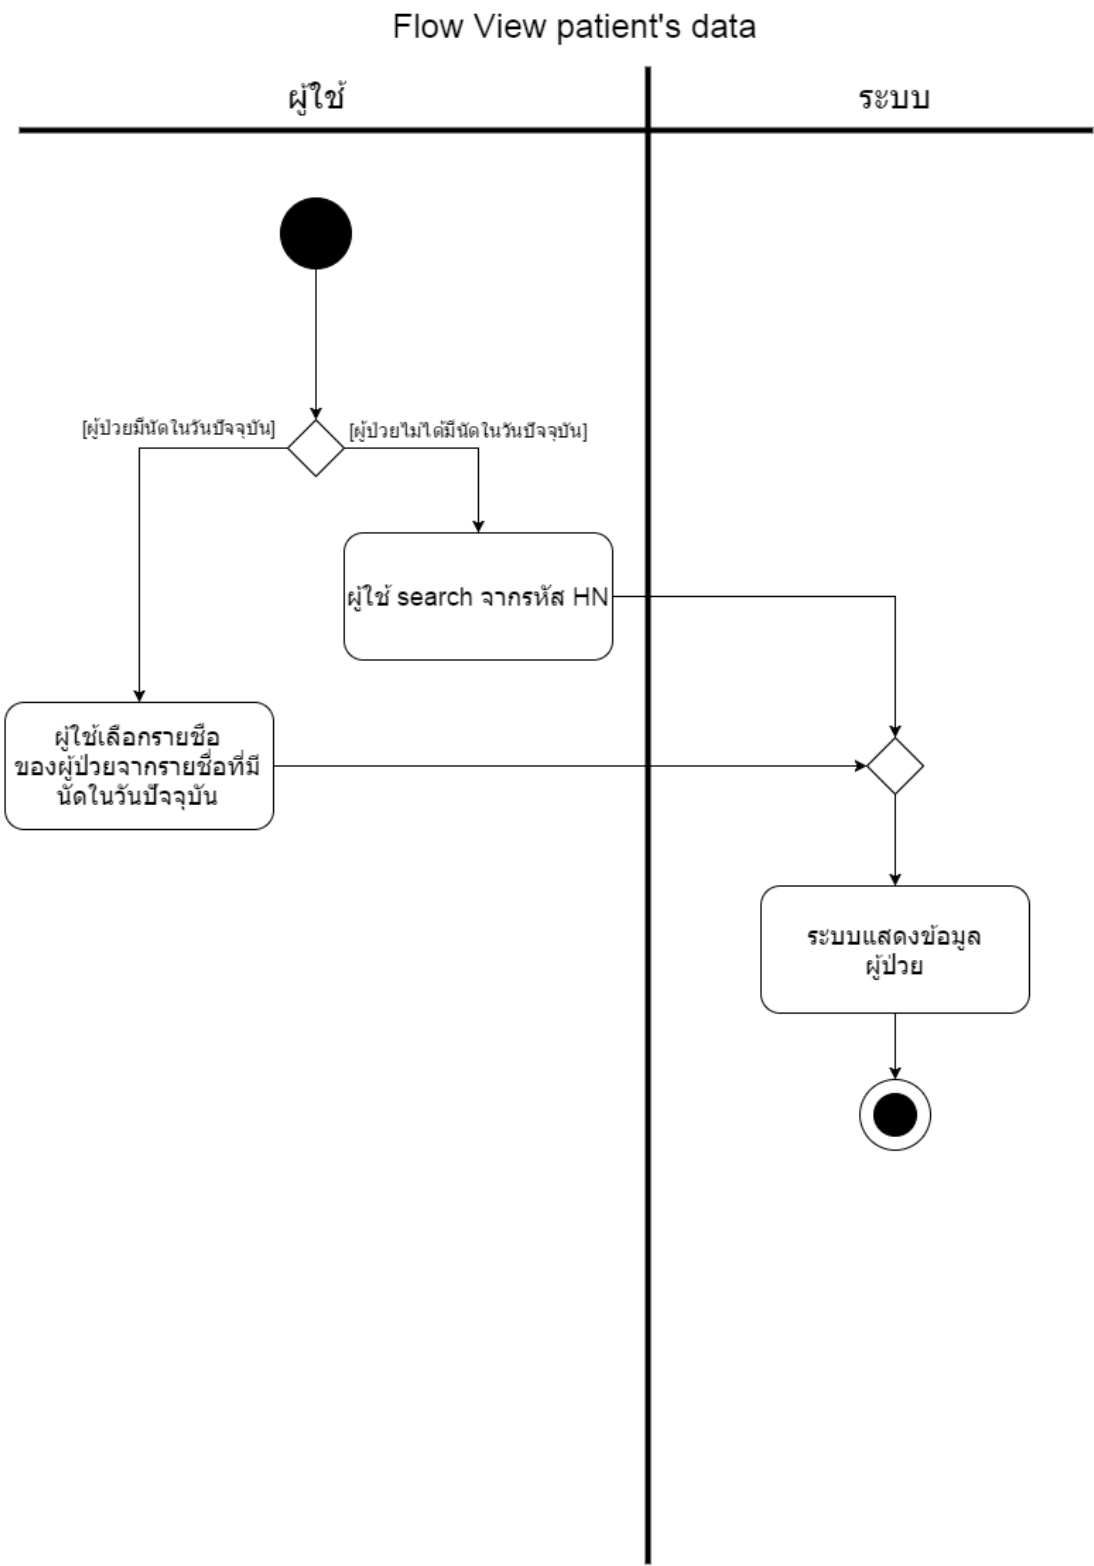 Flow View patient's data
ผู้ใช้
ระบบ
[ผู้ป่วยมีนัดในวันปัจจุบัน]
[ผู้ป่วยไม่ได้มีนัดในวันปัจจุบัน]
ผู้ใช้ search จากรหัส HN
ผู้ใช้เลือกรายชื่อ
ของผู้ป่วยจากรายชื่อที่มี
นัดในวันปัจจุบัน
ระบบแสดงข้อมูล
ผู้ป่วย